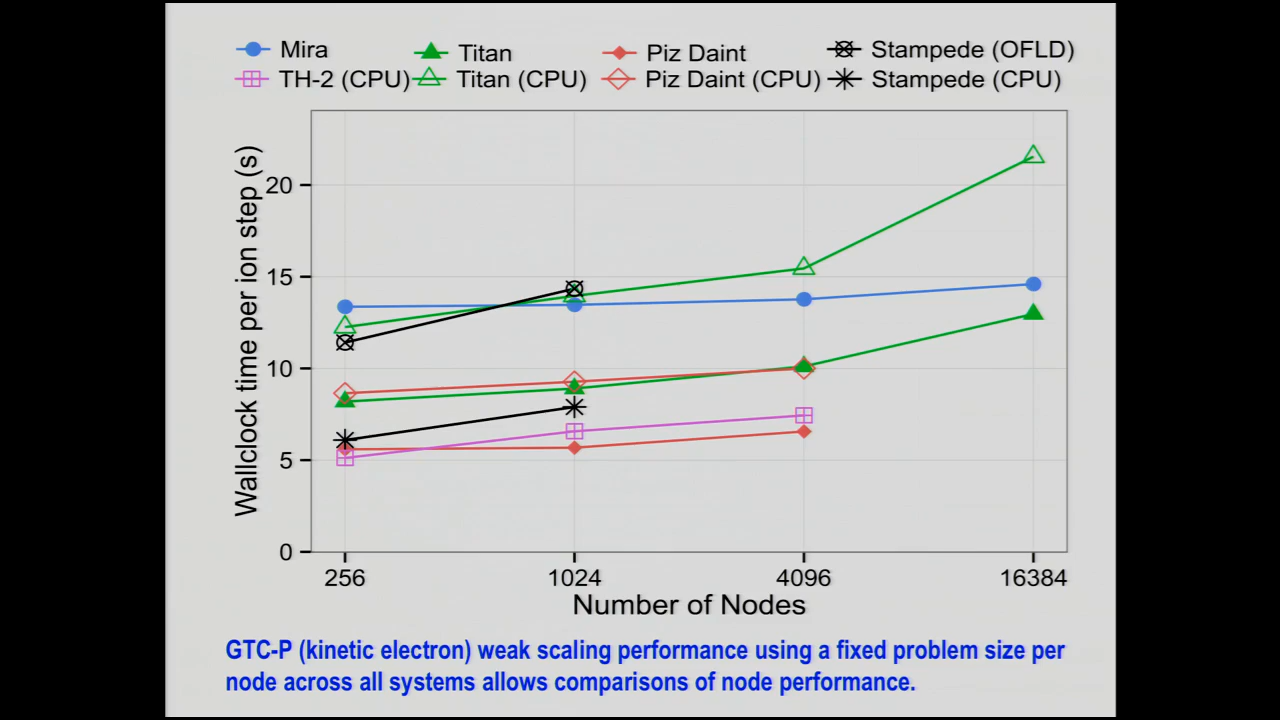 Mira Titan Piz Daint Stampede (OFLD)
TH-2 (CPU) Titan (CPU) Piz Daint (CPU) Stampede (CPU)
Wallclock time per ion step (s)
20
15
10
5
0
256 1024 4096 16384
Number of Nodes
GTC-P (kinetic electron) weak scaling performance using a fixed problem size per
node across all systems allows comparisons of node performance.